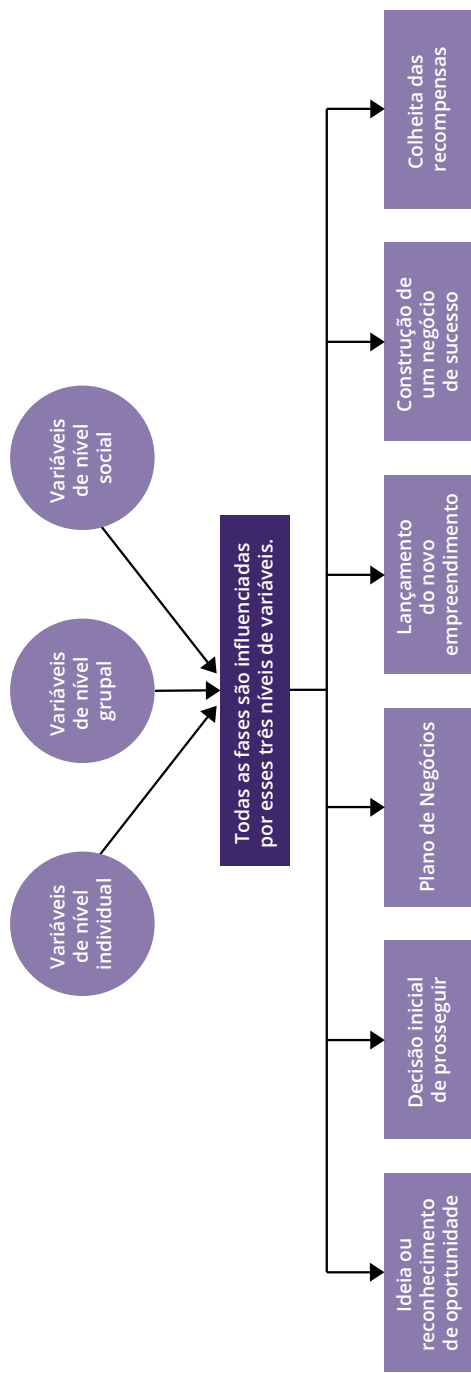 Variáveis
de nível
individual
Variáveis
de nível
grupal
Variáveis
de nível
social
Todas as fases são influenciadas
por esses três níveis de variáveis.
Ideia ou
reconhecimento
de oportunidade
Decisão inicial
de prosseguir
Plano de Negócios
Lançamento
do novo
empreendimento
Construção de
um negócio
de sucesso
Colheita das
recompensas